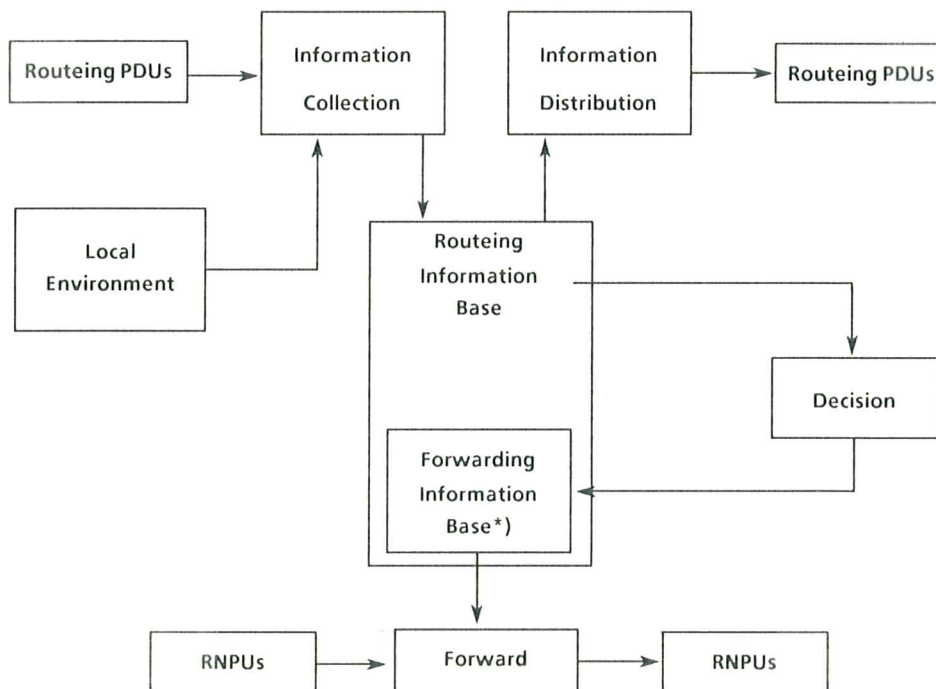 Routeing PDUs
Information
Collection
Information
Distribution
Routeing PDUs
Local
Environment
Routeing
Information
Base
Decision
Forwarding
Information
Base*)
RNPUs
Forward
RNPUs